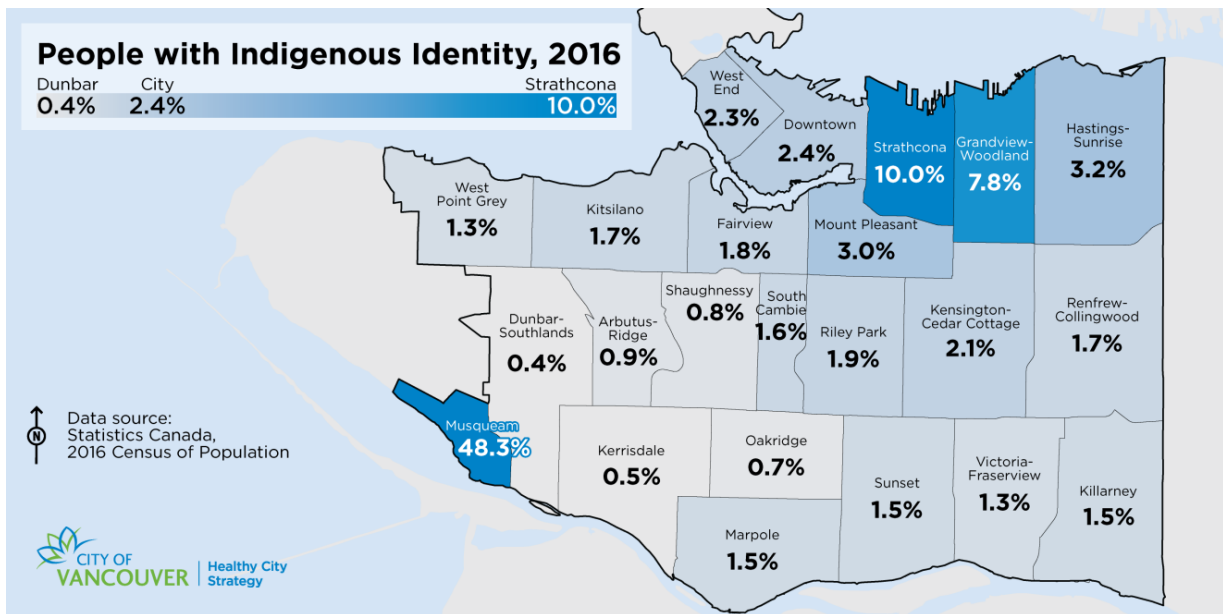 People with Indigenous Identity, 2016
Dunbar City Strathcona
0.4% 2.4% 10.0%
West
End
2.3%
Downtown
2.4%
Strathcona
10.0%
Grandview-
Woodland
7.8%
Hastings-
Sunrise
3.2%
West
Point Grey
1.3%
Kitsilano
1.7%
Fairview
1.8%
Mount Pleasant
3.0%
Dunbar-
Southlands
0.4%
Arbutus-
Ridge
0.9%
Shaughnessy
0.8%
South
Cambie
1.6%
Riley Park
1.9%
Kensington-
Cedar Cottage
2.1%
Renfrew-
Collingwood
1.7%
Musqueam
48.3%
Kerrisdale
0.5%
Oakridge
0.7%
Marpole
1.5%
Sunset
1.5%
Victoria-
Fraserview
1.3%
Killarney
1.5%
N
Data source:
Statistics Canada,
2016 Census of Population
CITY OF
VANCOUVER
Healthy City
Strategy